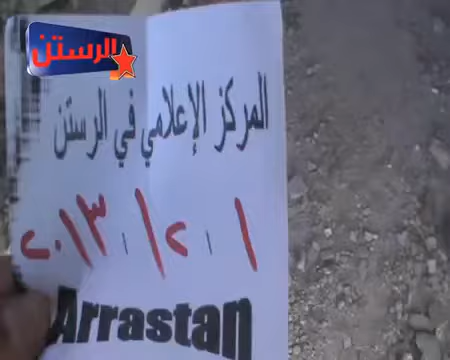 الرستن
المركز الإعلامي في الرستن
١ / ١٢ / ٢٠١٣
Arrastan